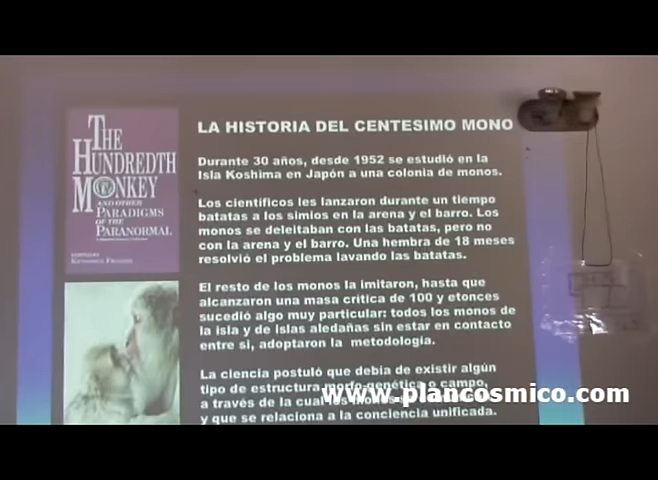 THE
HUNDREDTH
MONKEY
AND OTHER
PARADIGMS
OF THE
PARANORMAL
LA HISTORIA DEL CENTESIMO MONO
Durante 30 años, desde 1952 se estudió en la
Isla Koshima en Japón a una colonia de monos.
Los científicos les lanzaron durante un tiempo
batatas a los simios en la arena y el barro. Los
monos se deleitaban con las batatas, pero no
con la arena y el barro. Una hembra de 18 meses
resolvió el problema lavando las batatas.
El resto de los monos la imitaron, hasta que
alcanzaron una masa crítica de 100 y etonces
sucedió algo muy particular: todos los monos de
la isla y de islas aledañas sin estar en contacto
entre si, adoptaron la metodología.
La ciencia postuló que debía de existir algún
tipo de estructura morfo-genética o campo,
a través de la cual los monos
y que se relaciona a la conciencia unificada.
www.plancosmico.com